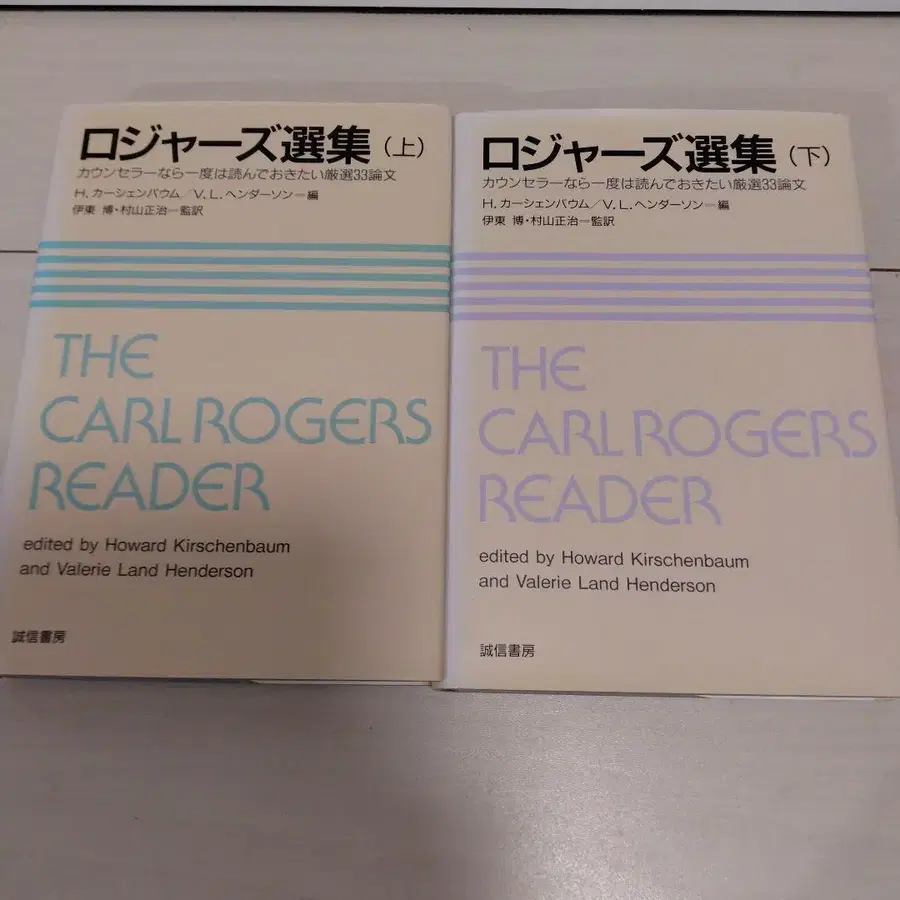 ロジャーズ選集（上）
カウンセラーなら一度は読んでおきたい厳選33論文
H. カーシェンバウム／V. L. ヘンダーソン＝編
伊東 博・村山正治＝監訳
THE
CARL ROGERS
READER
edited by Howard Kirschenbaum
and Valerie Land Henderson
誠信書房
ロジャーズ選集（下）
カウンセラーなら一度は読んでおきたい厳選33論文
H. カーシェンバウム／V. L. ヘンダーソン＝編
伊東 博・村山正治＝監訳
THE
CARL ROGERS
READER
edited by Howard Kirschenbaum
and Valerie Land Henderson
誠信書房